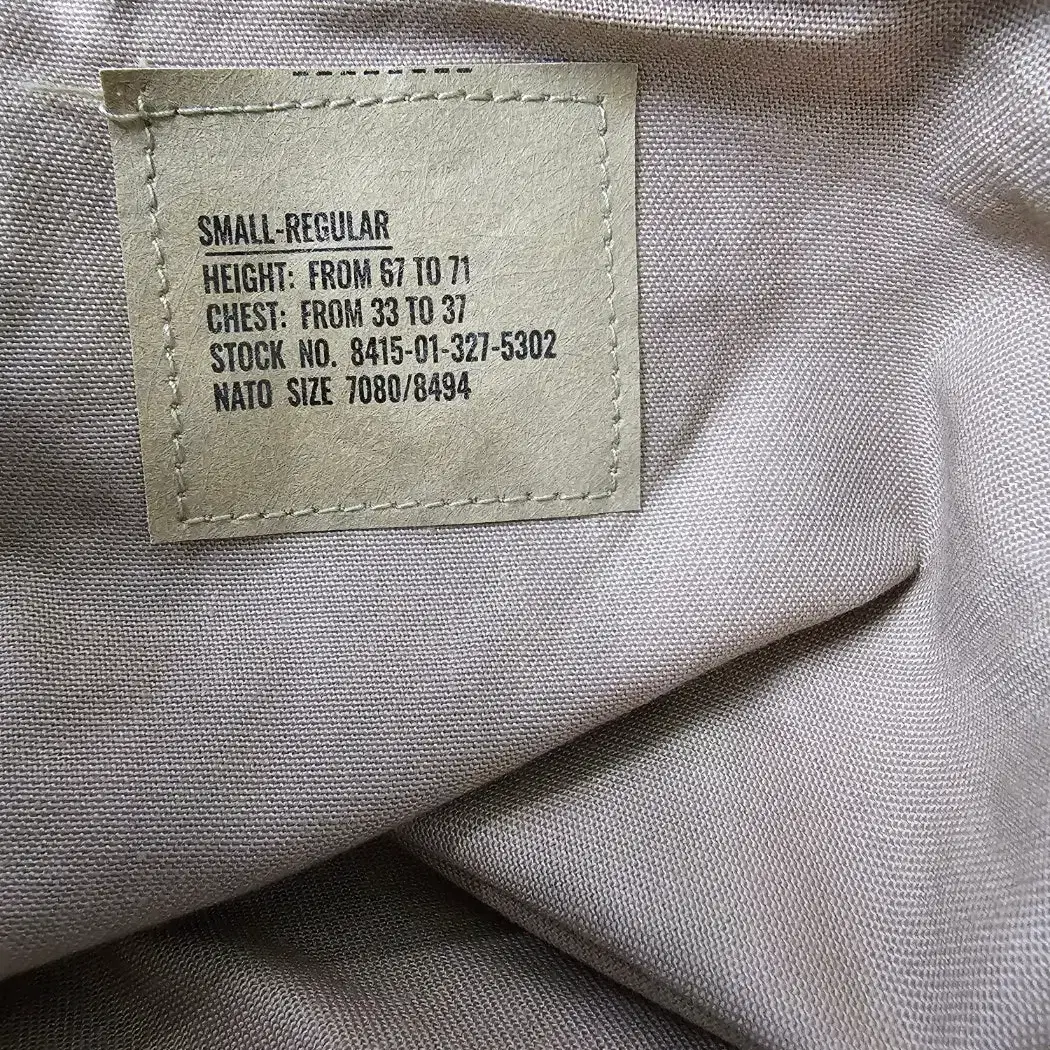 SMALL-REGULAR
HEIGHT: FROM 67 TO 71
CHEST: FROM 33 TO 37
STOCK NO. 8415-01-327-5302
NATO SIZE 7080/8494